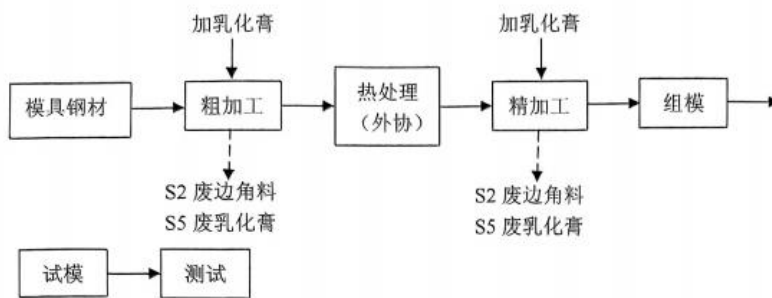 加乳化膏
加乳化膏
模具钢材
粗加工
热处理
（外协）
精加工
组模
S2 废边角料
S5 废乳化膏
S2 废边角料
S5 废乳化膏
试模
测试